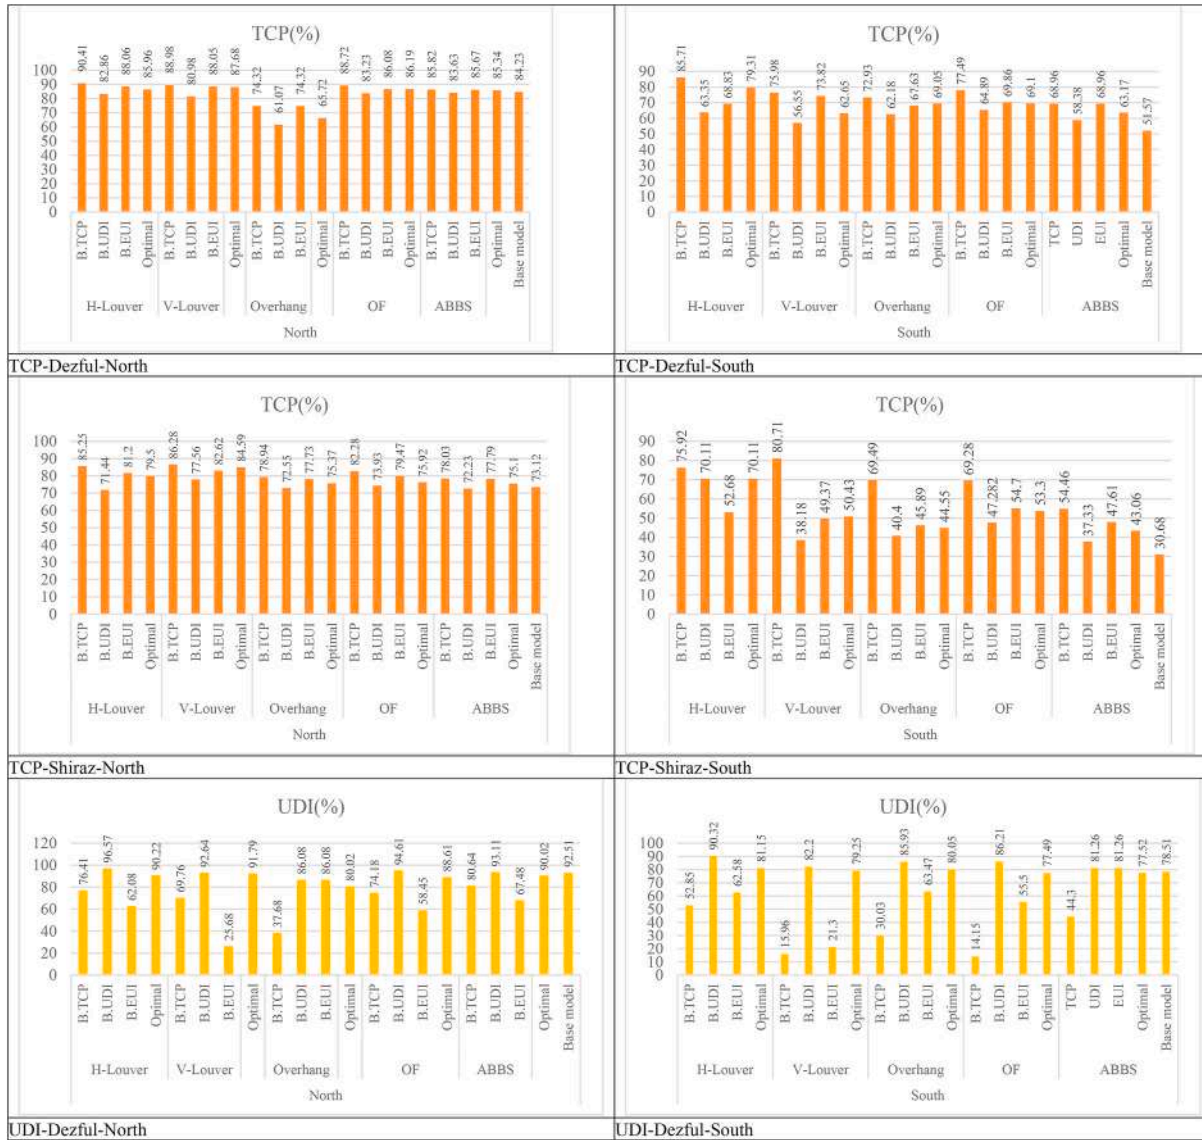 TCP(%)
90.41 82.86 88.06 85.96 88.98 80.98 88.05 87.68 74.32 61.07 74.32 65.72 88.72 83.23 86.08 86.19 85.82 83.63 85.67 85.34 84.23
100
90
80
70
60
50
40
30
20
10
0
B.TCP B.UDI B.EUI Optimal B.TCP B.UDI B.EUI Optimal B.TCP B.UDI B.EUI Optimal B.TCP B.UDI B.EUI Optimal B.TCP B.UDI B.EUI Optimal Base model
H-Louver V-Louver Overhang OF ABBS
North
TCP-Dezful-North
TCP(%)
85.71 63.35 68.83 79.31 75.98 56.55 73.82 62.65 72.93 62.18 67.63 69.05 77.49 64.89 69.86 69.1 68.96 58.38 68.96 63.17 51.57
90
80
70
60
50
40
30
20
10
0
B.TCP B.UDI B.EUI Optimal B.TCP B.UDI B.EUI Optimal B.TCP B.UDI B.EUI Optimal B.TCP B.UDI B.EUI Optimal TCP UDI EUI Optimal Base model
H-Louver V-Louver Overhang OF ABBS
South
TCP-Dezful-South
TCP(%)
85.25 71.44 81.2 79.5 86.28 77.56 82.62 84.59 78.94 72.55 77.73 75.37 82.28 73.93 79.47 75.92 78.03 72.23 77.79 75.1 73.12
100
90
80
70
60
50
40
30
20
10
0
B.TCP B.UDI B.EUI Optimal B.TCP B.UDI B.EUI Optimal B.TCP B.UDI B.EUI Optimal B.TCP B.UDI B.EUI Optimal B.TCP B.UDI B.EUI Optimal Base model
H-Louver V-Louver Overhang OF ABBS
North
TCP-Shiraz-North
TCP(%)
75.92 70.11 52.68 70.11 80.71 38.18 49.37 50.43 69.49 40.4 45.89 44.55 69.28 47.282 54.7 53.3 54.46 37.33 47.61 43.06 30.68
90
80
70
60
50
40
30
20
10
0
B.TCP B.UDI B.EUI Optimal B.TCP B.UDI B.EUI Optimal B.TCP B.UDI B.EUI Optimal B.TCP B.UDI B.EUI Optimal B.TCP B.UDI B.EUI Optimal Base model
H-Louver V-Louver Overhang OF ABBS
South
TCP-Shiraz-South
UDI(%)
76.41 96.57 62.08 90.22 69.76 92.64 25.68 91.79 37.68 86.08 86.08 80.02 74.18 94.61 58.45 88.61 80.64 93.11 67.48 90.02 92.51
120
100
80
60
40
20
0
B.TCP B.UDI B.EUI Optimal B.TCP B.UDI B.EUI Optimal B.TCP B.UDI B.EUI Optimal B.TCP B.UDI B.EUI Optimal B.TCP B.UDI B.EUI Optimal Base model
H-Louver V-Louver Overhang OF ABBS
North
UDI-Dezful-North
UDI(%)
52.85 90.32 62.58 81.15 15.96 82.2 21.3 79.25 30.03 85.93 63.47 80.05 14.15 86.21 55.5 77.49 44.3 81.26 81.26 77.52 78.51
100
90
80
70
60
50
40
30
20
10
0
B.TCP B.UDI B.EUI Optimal B.TCP B.UDI B.EUI Optimal B.TCP B.UDI B.EUI Optimal B.TCP B.UDI B.EUI Optimal TCP UDI EUI Optimal Base model
H-Louver V-Louver Overhang OF ABBS
South
UDI-Dezful-South